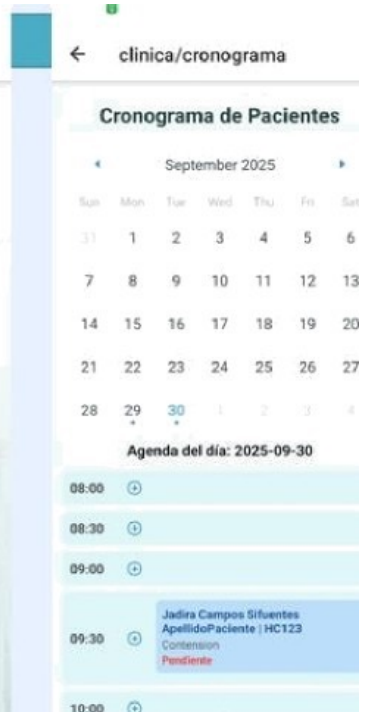 clinica/cronograma
Cronograma de Pacientes
September 2025
Sun Mon Tue Wed Thu Fri Sat
31 1 2 3 4 5 6
7 8 9 10 11 12 13
14 15 16 17 18 19 20
21 22 23 24 25 26 27
28 29 30 1 2 3 4
Agenda del día: 2025-09-30
08:00
08:30
09:00
09:30
Jadira Campos Sifuentes
ApellidoPaciente | HC123
Contension
Pendiente
10:00